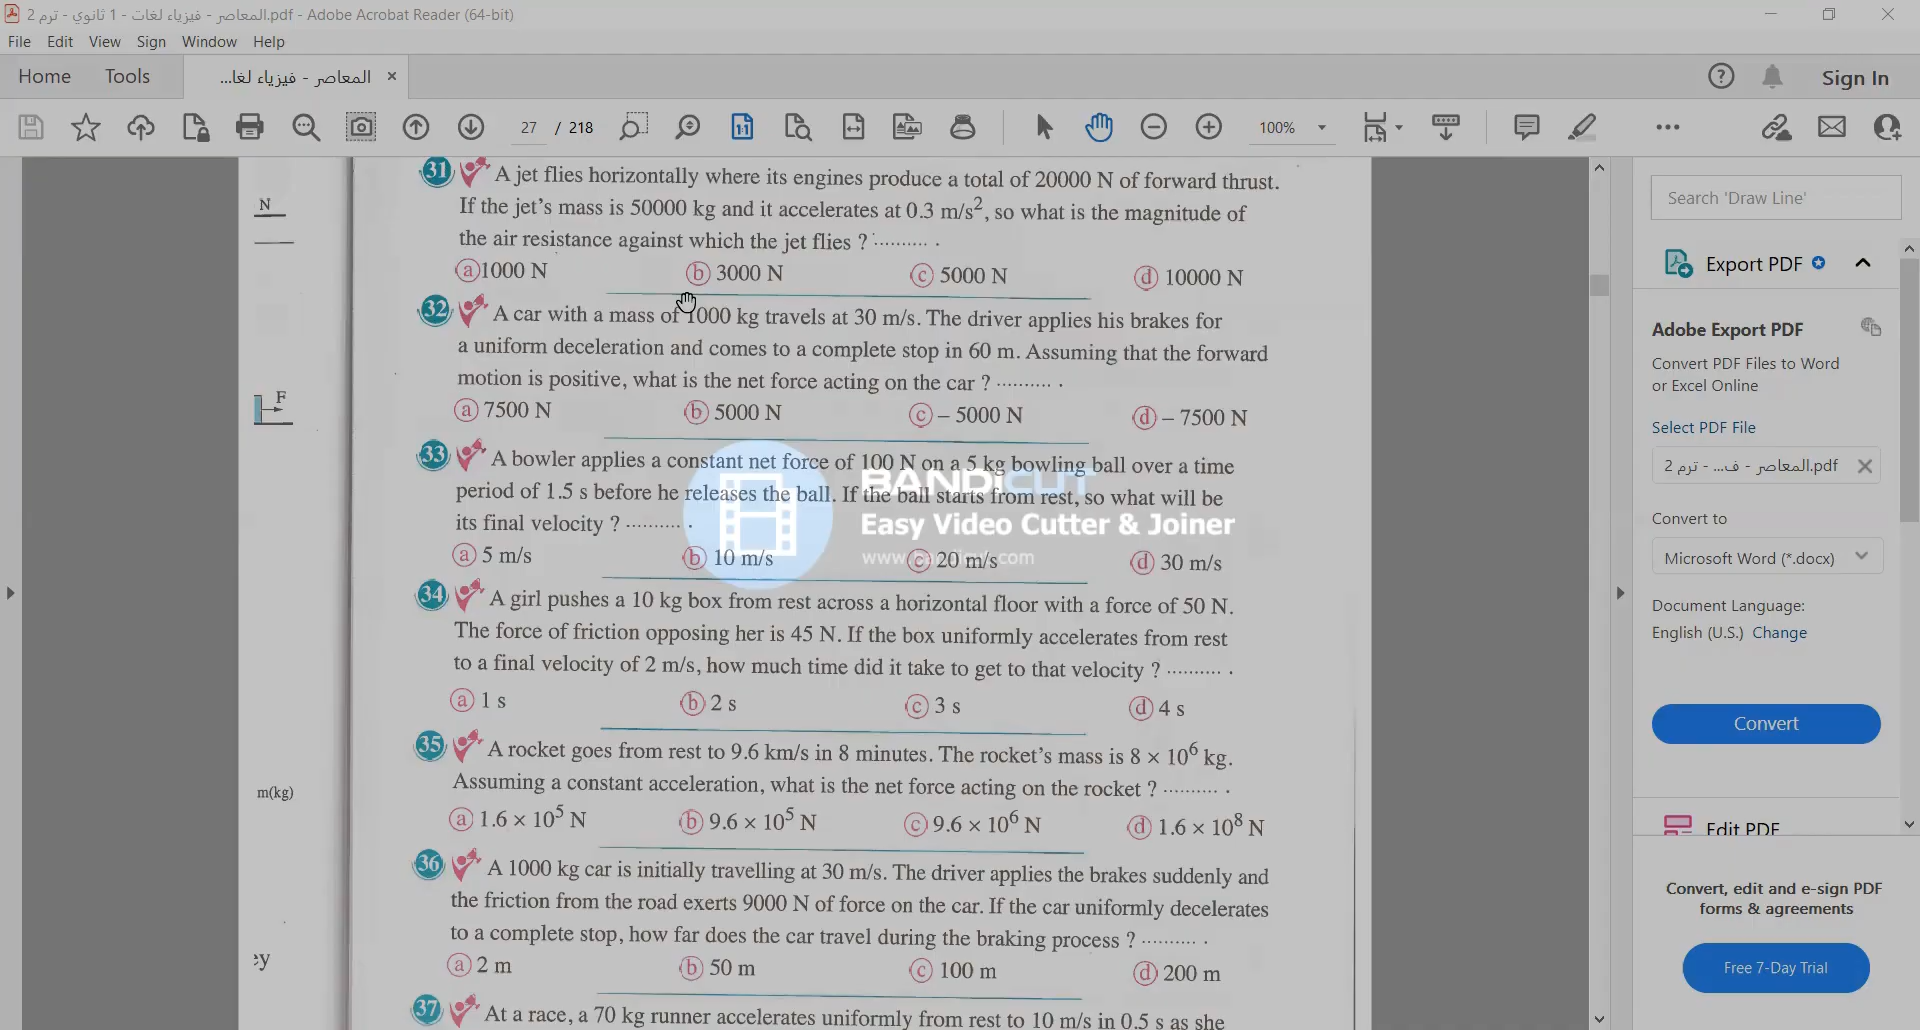 المعاصر - فيزياء لغات - 1 ثانوي - ترم 2.pdf - Adobe Acrobat Reader (64-bit)
File Edit View Sign Window Help
Home Tools المعاصر - فيزياء لغا... × Sign In
27 / 218 100%
N
F
m(kg)
ey
31 A jet flies horizontally where its engines produce a total of 20000 N of forward thrust.
If the jet's mass is 50000 kg and it accelerates at 0.3 m/s², so what is the magnitude of
the air resistance against which the jet flies ? .......... .
a 1000 N b 3000 N c 5000 N d 10000 N
32 A car with a mass of 1000 kg travels at 30 m/s. The driver applies his brakes for
a uniform deceleration and comes to a complete stop in 60 m. Assuming that the forward
motion is positive, what is the net force acting on the car ? .......... .
a 7500 N b 5000 N c – 5000 N d – 7500 N
33 A bowler applies a constant net force of 100 N on a 5 kg bowling ball over a time
period of 1.5 s before he releases the ball. If the ball starts from rest, so what will be
its final velocity ? .......... .
a 5 m/s b 10 m/s c 20 m/s d 30 m/s
BANDICUT
Easy Video Cutter & Joiner
34 A girl pushes a 10 kg box from rest across a horizontal floor with a force of 50 N.
The force of friction opposing her is 45 N. If the box uniformly accelerates from rest
to a final velocity of 2 m/s, how much time did it take to get to that velocity ? .......... .
a 1 s b 2 s c 3 s d 4 s
35 A rocket goes from rest to 9.6 km/s in 8 minutes. The rocket's mass is 8 × 10⁶ kg.
Assuming a constant acceleration, what is the net force acting on the rocket ? .......... .
a 1.6 × 10⁵ N b 9.6 × 10⁵ N c 9.6 × 10⁶ N d 1.6 × 10⁸ N
36 A 1000 kg car is initially travelling at 30 m/s. The driver applies the brakes suddenly and
the friction from the road exerts 9000 N of force on the car. If the car uniformly decelerates
to a complete stop, how far does the car travel during the braking process ? .......... .
a 2 m b 50 m c 100 m d 200 m
37 At a race, a 70 kg runner accelerates uniformly from rest to 10 m/s in 0.5 s as she
Search 'Draw Line'
Export PDF
Adobe Export PDF
Convert PDF Files to Word
or Excel Online
Select PDF File
المعاصر - ف... - ترم 2.pdf
Convert to
Microsoft Word (*.docx)
Document Language:
English (U.S.) Change
Convert
Edit PDF
Convert, edit and e-sign PDF
forms & agreements
Free 7-Day Trial